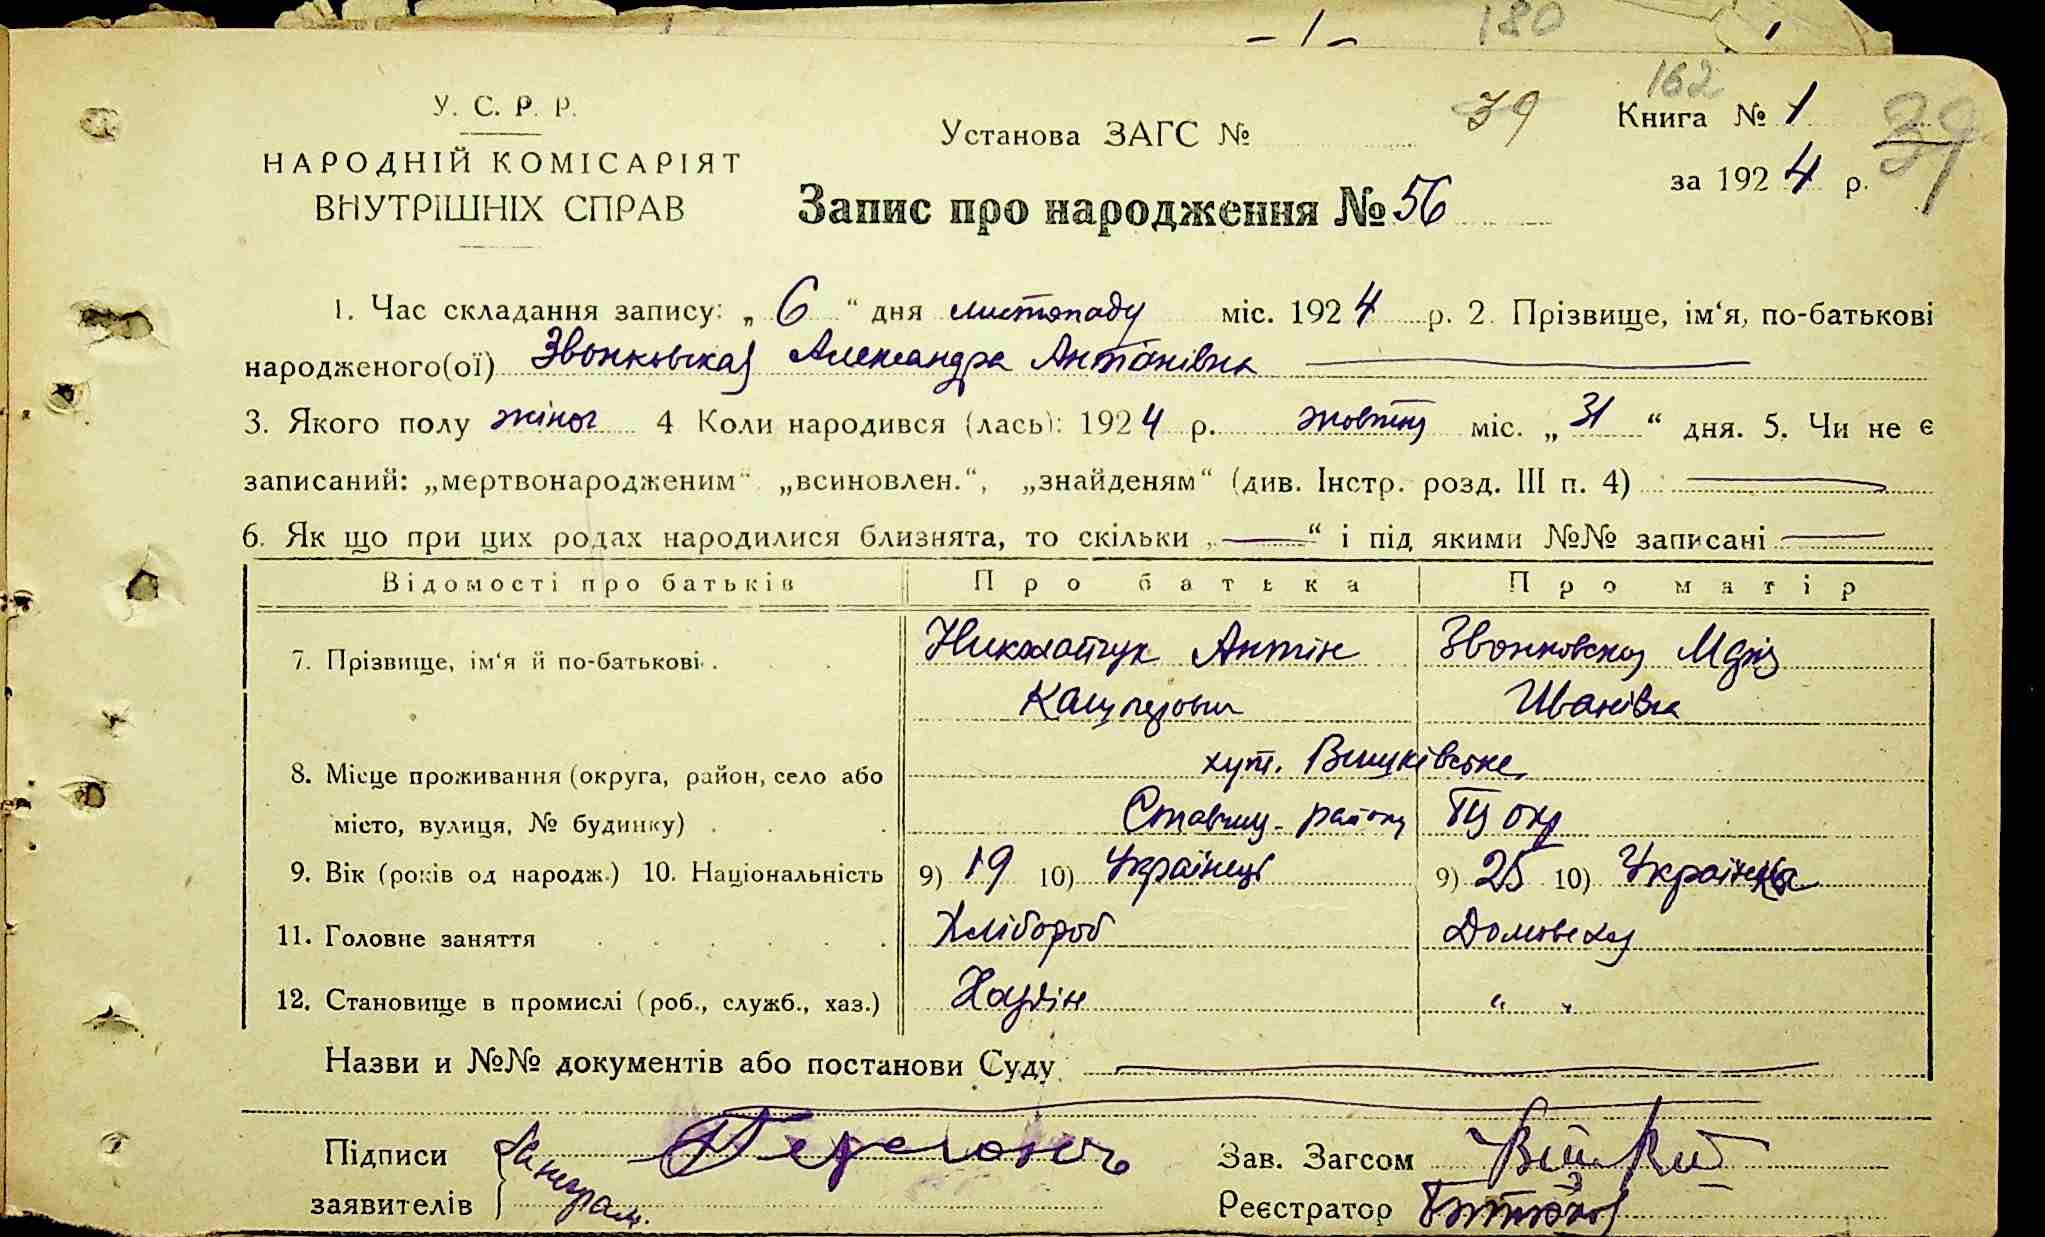 180
162
У. С. Р. Р.
НАРОДНІЙ КОМІСАРІЯТ
ВНУТРІШНІХ СПРАВ
Установа ЗАГС № 39
Книга № 1
39
за 1924 р.
Запис про народження № 56
1. Час складання запису: „ 6 “ дня листопаду міс. 1924 р. 2. Прізвище, ім‘я, по-батькові
народженого(ої) Звонковская Александра Антонівна
3. Якого полу жіноч 4 Коли народився (лась): 1924 р. жовтня міс. „ 31 “ дня. 5. Чи не є
записаний: „мертвонародженим“ „всиновлен.“, „знайденям“ (див. Інстр. розд. III п. 4)
6. Як що при цих родах народилися близнята, то скільки „ “ і під якими №№ записані
Відомості про батьків Про батька Про матір
7. Прізвище, ім‘я й по-батькові Николайчук Антін Звонковская
Іванівна
8. Місце проживання (округа, район, село або хут.
місто, вулиця, № будинку) району окр
9. Вік (років од народж.) 10. Національність 9) 19 10) Українець 9) 25 10) Українка
11. Головне заняття Хлібороб
12. Становище в промислі (роб., служб., хаз.) Хазяін " "
Назви и №№ документів або постанови Суду
Підписи
заявителів
Зав. Загсом
Реєстратор